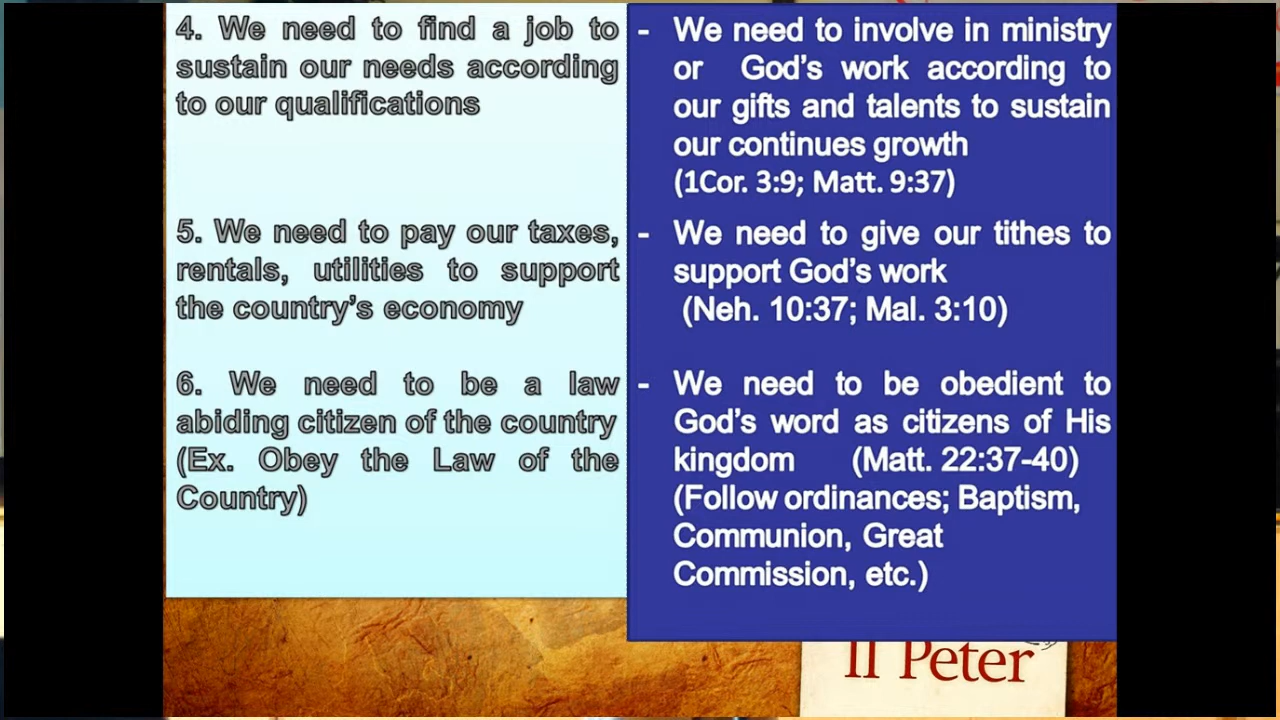 4. We need to find a job to
sustain our needs according
to our qualifications
5. We need to pay our taxes,
rentals, utilities to support
the country's economy
6. We need to be a law
abiding citizen of the country
(Ex. Obey the Law of the
Country)
- We need to involve in ministry
or God's work according to
our gifts and talents to sustain
our continues growth
(1Cor. 3:9; Matt. 9:37)
- We need to give our tithes to
support God's work
(Neh. 10:37; Mal. 3:10)
- We need to be obedient to
God's word as citizens of His
kingdom (Matt. 22:37-40)
(Follow ordinances; Baptism,
Communion, Great
Commission, etc.)
II Peter